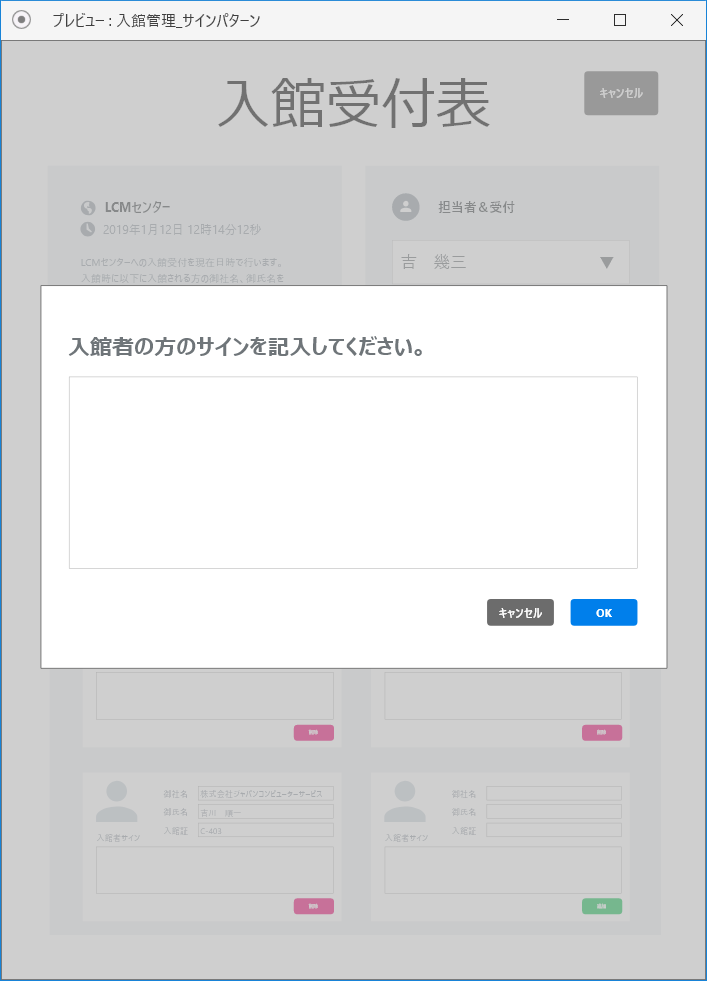 プレビュー : 入館管理_サインパターン
入館受付表
キャンセル
LCMセンター
2019年1月12日 12時14分12秒
LCMセンターへの入館受付を現在日時で行います。
入館時に以下に入館される方の御社名、御氏名を
担当者＆受付
吉　幾三
▼
入館者の方のサインを記入してください。
キャンセル
OK
御社名
株式会社ジャパンコンピューターサービス
御氏名
吉川　頌一
入館証
C-403
入館者サイン
御社名
御氏名
入館証
入館者サイン